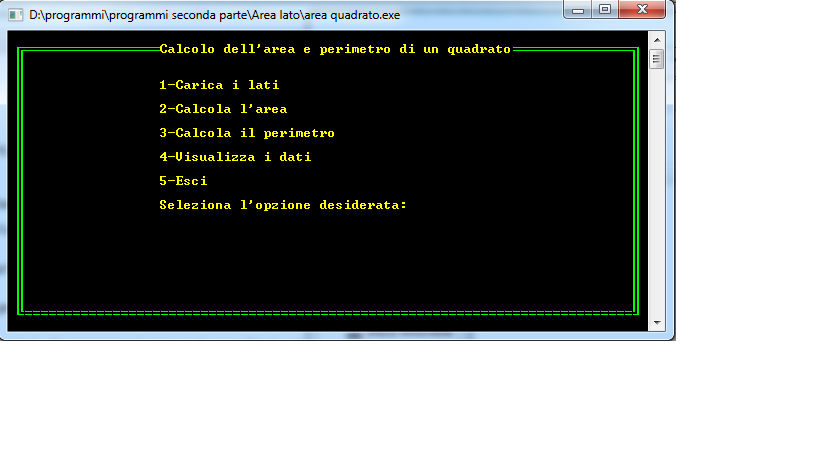 D:\programmi\programmi seconda parte\Area lato\area quadrato.exe
Calcolo dell'area e perimetro di un quadrato
1-Carica i lati
2-Calcola l'area
3-Calcola il perimetro
4-Visualizza i dati
5-Esci
Seleziona l'opzione desiderata: